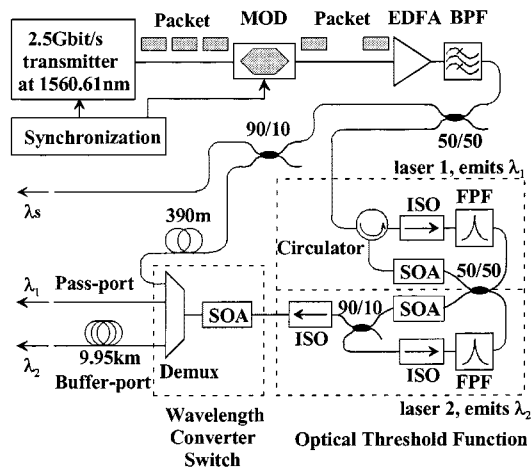 Packet MOD Packet EDFA BPF
2.5Gbit/s
transmitter
at 1560.61nm
Synchronization
90/10
50/50
laser 1, emits λ1
λs
390m
ISO FPF
Circulator
SOA 50/50
λ1 Pass-port
90/10
SOA
SOA
ISO
λ2 9.95km
Buffer-port
Demux
ISO FPF
laser 2, emits λ2
Wavelength
Converter
Switch
Optical Threshold Function